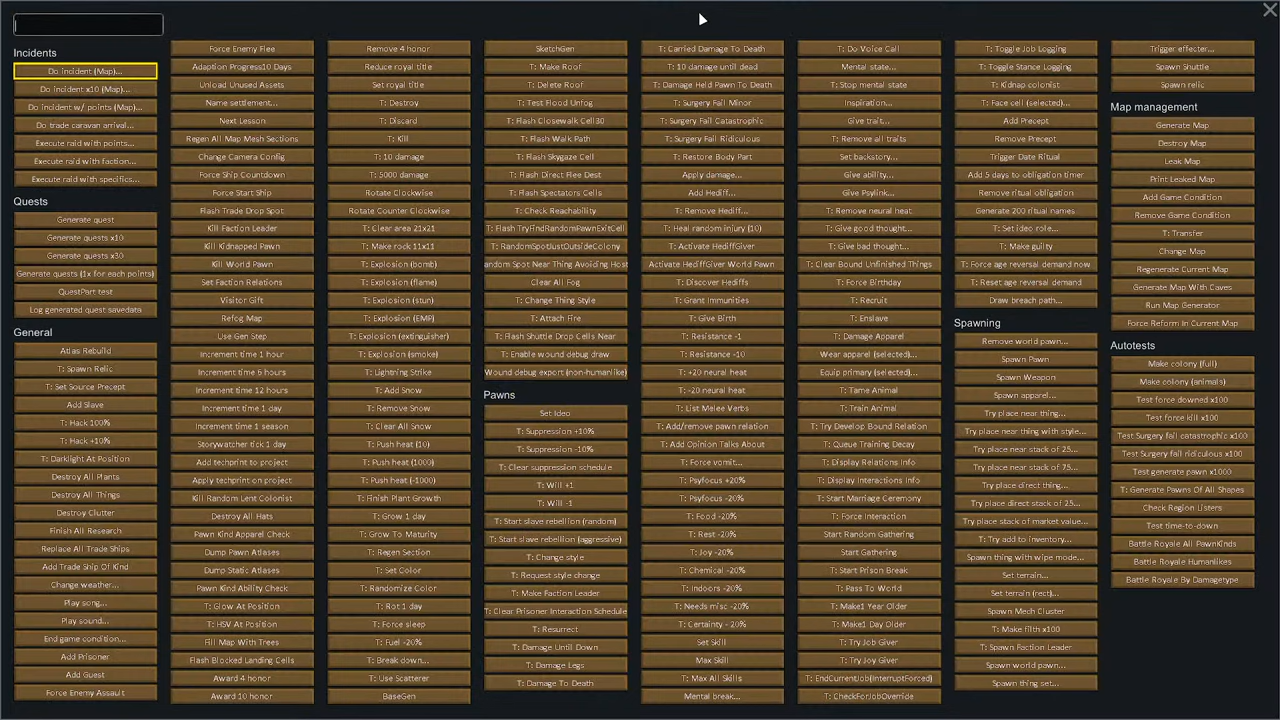 Incidents
Do incident (Map)...
Do incident x10 (Map)...
Do incident w/ points (Map)...
Do trade caravan arrival...
Execute raid with points...
Execute raid with faction...
Execute raid with specifics...
Quests
Generate quest
Generate quests x10
Generate quests x30
Generate quests (1x for each points)
QuestPart test
Log generated quest savedata
General
Atlas Rebuild
T: Spawn Relic
T: Set Source Precept
Add Slave
T: Hack 100%
T: Hack +10%
T: Darklight At Position
Destroy All Plants
Destroy All Things
Destroy Clutter
Finish All Research
Replace All Trade Ships
Add Trade Ship Of Kind
Change weather...
Play song...
Play sound...
End game condition...
Add Prisoner
Add Guest
Force Enemy Assault
Force Enemy Flee
Adaption Progress10 Days
Unload Unused Assets
Name settlement...
Next Lesson
Regen All Map Mesh Sections
Change Camera Config
Force Ship Countdown
Force Start Ship
Flash Trade Drop Spot
Kill Faction Leader
Kill Kidnapped Pawn
Kill World Pawn
Set Faction Relations
Visitor Gift
Refog Map
Use Gen Step
Increment time 1 hour
Increment time 6 hours
Increment time 12 hours
Increment time 1 day
Increment time 1 season
Storywatcher tick 1 day
Add techprint to project
Apply techprint on project
Kill Random Lent Colonist
Destroy All Hats
Pawn Kind Apparel Check
Dump Pawn Atlases
Dump Static Atlases
Pawn Kind Ability Check
T: Glow At Position
T: HSV At Position
Fill Map With Trees
Flash Blocked Landing Cells
Award 4 honor
Award 10 honor
Remove 4 honor
Reduce royal title
Set royal title
T: Destroy
T: Discard
T: Kill
T: 10 damage
T: 5000 damage
Rotate Clockwise
Rotate Counter Clockwise
T: Clear area 21x21
T: Make rock 11x11
T: Explosion (bomb)
T: Explosion (flame)
T: Explosion (stun)
T: Explosion (EMP)
T: Explosion (extinguisher)
T: Explosion (smoke)
T: Lightning Strike
T: Add Snow
T: Remove Snow
T: Clear All Snow
T: Push heat (10)
T: Push heat (1000)
T: Push heat (-1000)
T: Finish Plant Growth
T: Grow 1 day
T: Grow To Maturity
T: Regen Section
T: Set Color
T: Randomize Color
T: Rot 1 day
T: Force sleep
T: Fuel -20%
T: Break down...
T: Use Scatterer
BaseGen
SketchGen
T: Make Roof
T: Delete Roof
T: Test Flood Unfog
T: Flash Closewalk Cell30
T: Flash Walk Path
T: Flash Skygaze Cell
T: Flash Direct Flee Dest
T: Flash Spectators Cells
T: Check Reachability
T: Flash TryFindRandomPawnExitCell
T: RandomSpotJustOutsideColony
andom Spot Near Thing Avoiding Host
Clear All Fog
T: Change Thing Style
T: Attach Fire
T: Flash Shuttle Drop Cells Near
T: Enable wound debug draw
Wound debug export (non-humanlike)
Pawns
Set Ideo
T: Suppression +10%
T: Suppression -10%
T: Clear suppression schedule
T: Will +1
T: Will -1
T: Start slave rebellion (random)
T: Start slave rebellion (aggressive)
T: Change style
T: Request style change
T: Make Faction Leader
T: Clear Prisoner Interaction Schedule
T: Resurrect
T: Damage Until Down
T: Damage Legs
T: Damage To Death
T: Carried Damage To Death
T: 10 damage until dead
T: Damage Held Pawn To Death
T: Surgery Fail Minor
T: Surgery Fail Catastrophic
T: Surgery Fail Ridiculous
T: Restore Body Part
Apply damage...
Add Hediff...
T: Remove Hediff...
T: Heal random injury (10)
T: Activate HediffGiver
Activate HediffGiver World Pawn
T: Discover Hediffs
T: Grant Immunities
T: Give Birth
T: Resistance -1
T: Resistance -10
T: +20 neural heat
T: -20 neural heat
T: List Melee Verbs
T: Add/remove pawn relation
T: Add Opinion Talks About
T: Force vomit...
T: Psyfocus +20%
T: Psyfocus -20%
T: Food -20%
T: Rest -20%
T: Joy -20%
T: Chemical -20%
T: Indoors -20%
T: Needs misc -20%
T: Certainty - 20%
Set Skill
Max Skill
T: Max All Skills
Mental break...
T: Do Voice Call
Mental state...
T: Stop mental state
Inspiration...
T: Give trait...
T: Remove all traits
Set backstory...
Give ability...
Give Psylink...
T: Remove neural heat
T: Give good thought...
T: Give bad thought...
T: Clear Bound Unfinished Things
T: Force Birthday
T: Recruit
T: Enslave
T: Damage Apparel
Wear apparel (selected)...
Equip primary (selected)...
T: Tame Animal
T: Train Animal
T: Try Develop Bound Relation
T: Queue Training Decay
T: Display Relations Info
T: Display Interactions Info
T: Start Marriage Ceremony
T: Force Interaction
Start Random Gathering
Start Gathering
T: Start Prison Break
T: Pass To World
T: Make1 Year Older
T: Make1 Day Older
T: Try Job Giver
T: Try Joy Giver
T: EndCurrentJob(InterruptForced)
T: CheckForJobOverride
T: Toggle Job Logging
T: Toggle Stance Logging
T: Kidnap colonist
T: Face cell (selected)...
Add Precept
Remove Precept
Trigger Date Ritual
Add 5 days to obligation timer
Remove ritual obligation
Generate 200 ritual names
T: Set ideo role...
T: Make guilty
T: Force age reversal demand now
T: Reset age reversal demand
Draw breach path...
Spawning
Remove world pawn...
Spawn Pawn
Spawn Weapon
Spawn apparel...
Try place near thing...
Try place near thing with style...
Try place near stack of 25...
Try place near stack of 75...
Try place direct thing...
Try place direct stack of 25...
Try place stack of market value...
T: Try add to inventory...
Spawn thing with wipe mode...
Set terrain...
Set terrain (rect)...
Spawn Mech Cluster
T: Make filth x100
T: Spawn Faction Leader
Spawn world pawn...
Spawn thing set...
Trigger effecter...
Spawn Shuttle
Spawn relic
Map management
Generate Map
Destroy Map
Leak Map
Print Leaked Map
Add Game Condition
Remove Game Condition
T: Transfer
Change Map
Regenerate Current Map
Generate Map With Caves
Run Map Generator
Force Reform In Current Map
Autotests
Make colony (full)
Make colony (animals)
Test force downed x100
Test force kill x100
Test Surgery fail catastrophic x100
Test Surgery fail ridiculous x100
Test generate pawn x1000
T: Generate Pawns Of All Shapes
Check Region Listers
Test time-to-down
Battle Royale All PawnKinds
Battle Royale Humanlikes
Battle Royale By Damagetype